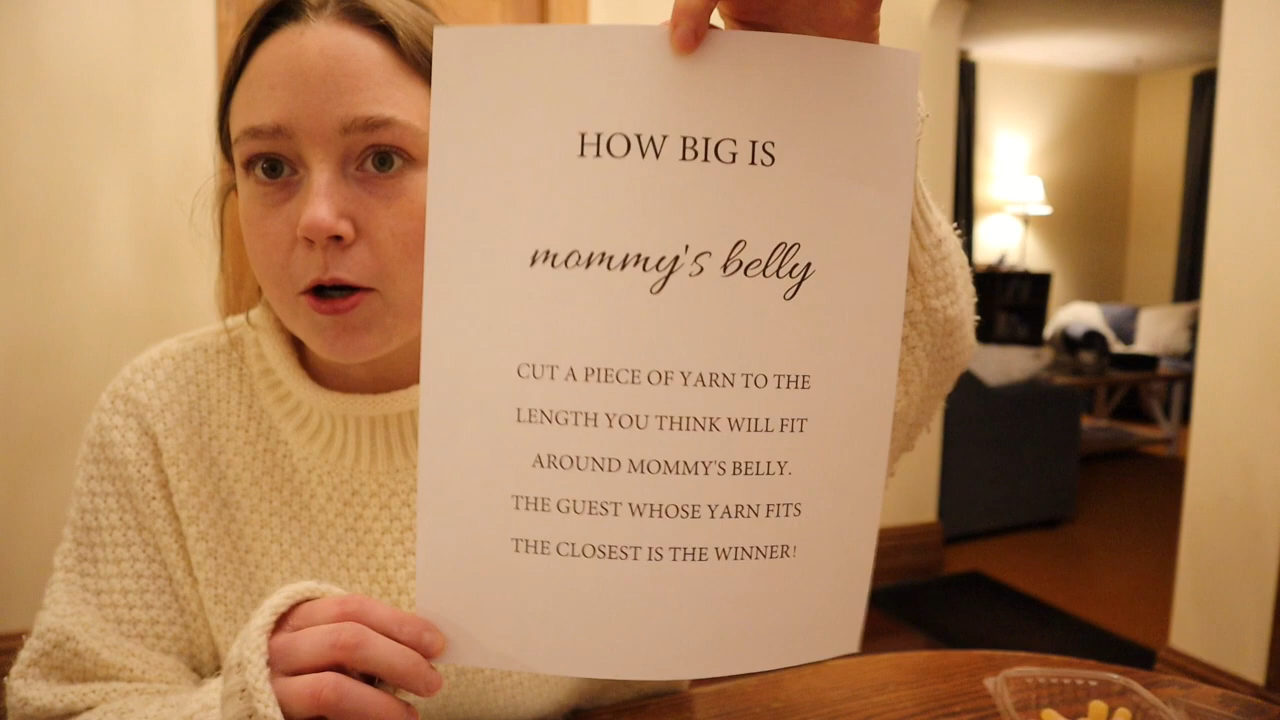 HOW BIG IS
mommy's belly
CUT A PIECE OF YARN TO THE
LENGTH YOU THINK WILL FIT
AROUND MOMMY'S BELLY.
THE GUEST WHOSE YARN FITS
THE CLOSEST IS THE WINNER!